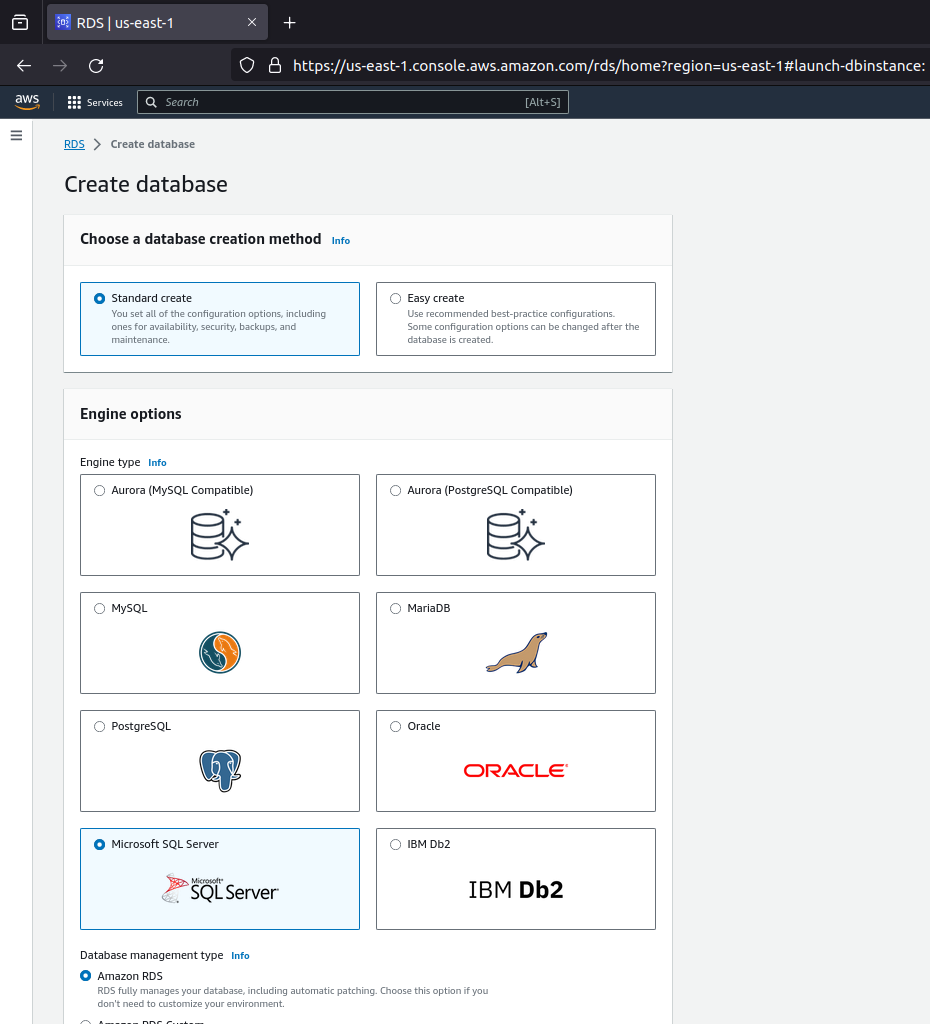 RDS | us-east-1
https://us-east-1.console.aws.amazon.com/rds/home?region=us-east-1#launch-dbinstance:
aws
Services
Search
[Alt+S]
RDS
Create database
Create database
Choose a database creation method Info
Standard create
You set all of the configuration options, including
ones for availability, security, backups, and
maintenance.
Easy create
Use recommended best-practice configurations.
Some configuration options can be changed after the
database is created.
Engine options
Engine type Info
Aurora (MySQL Compatible)
Aurora (PostgreSQL Compatible)
MySQL
MariaDB
PostgreSQL
Oracle
ORACLE
Microsoft SQL Server
Microsoft
SQL Server
IBM Db2
IBM Db2
Database management type Info
Amazon RDS
RDS fully manages your database, including automatic patching. Choose this option if you
don't need to customize your environment.
Amazon RDS Custom